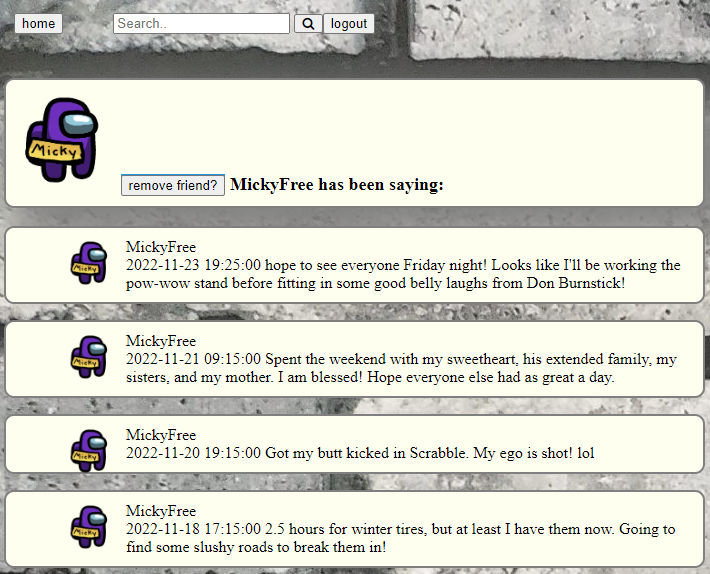 home Search.. logout
Micky
remove friend? MickyFree has been saying:
MickyFree
Micky
2022-11-23 19:25:00 hope to see everyone Friday night! Looks like I'll be working the
pow-wow stand before fitting in some good belly laughs from Don Burnstick!
MickyFree
Micky
2022-11-21 09:15:00 Spent the weekend with my sweetheart, his extended family, my
sisters, and my mother. I am blessed! Hope everyone else had as great a day.
MickyFree
Micky
2022-11-20 19:15:00 Got my butt kicked in Scrabble. My ego is shot! lol
MickyFree
Micky
2022-11-18 17:15:00 2.5 hours for winter tires, but at least I have them now. Going to
find some slushy roads to break them in!